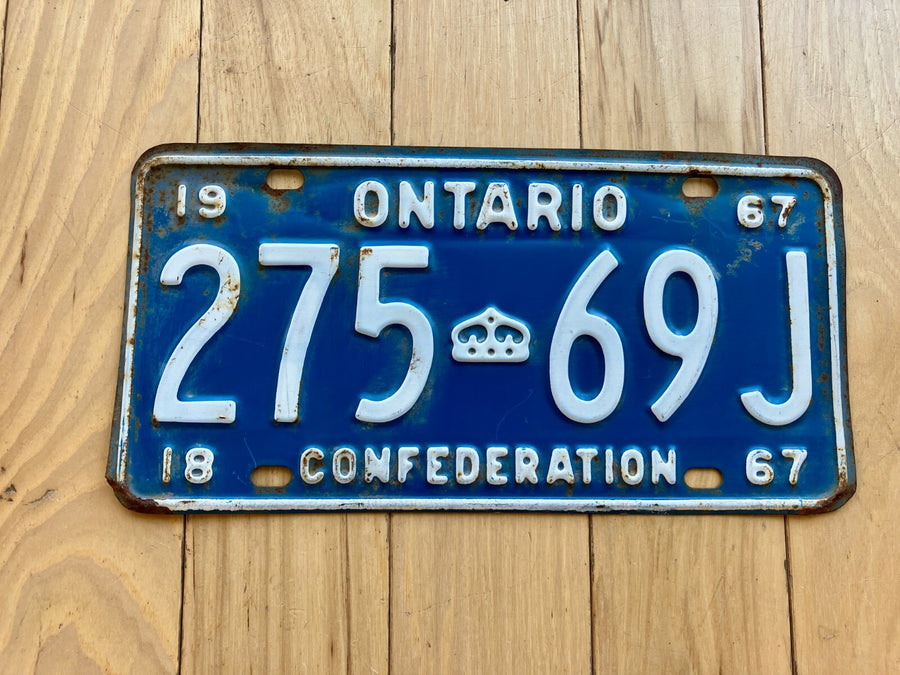 19 ONTARIO 67
275 69 J
18 CONFEDERATION 67